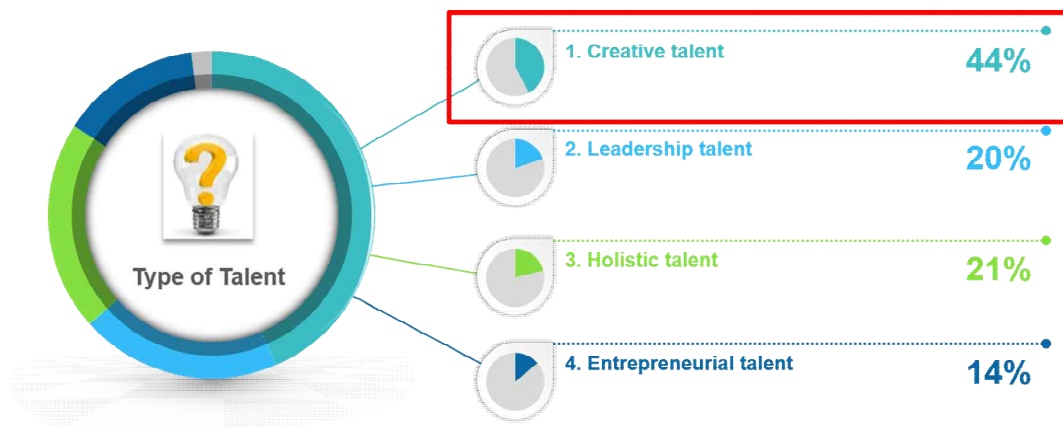 Type of Talent
1. Creative talent
44%
2. Leadership talent
20%
3. Holistic talent
21%
4. Entrepreneurial talent
14%